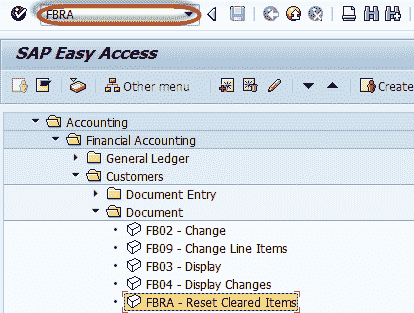 FBRA
SAP Easy Access
Other menu
Create
Accounting
Financial Accounting
General Ledger
Customers
Document Entry
Document
FB02 - Change
FB09 - Change Line Items
FB03 - Display
FB04 - Display Changes
FBRA - Reset Cleared Items